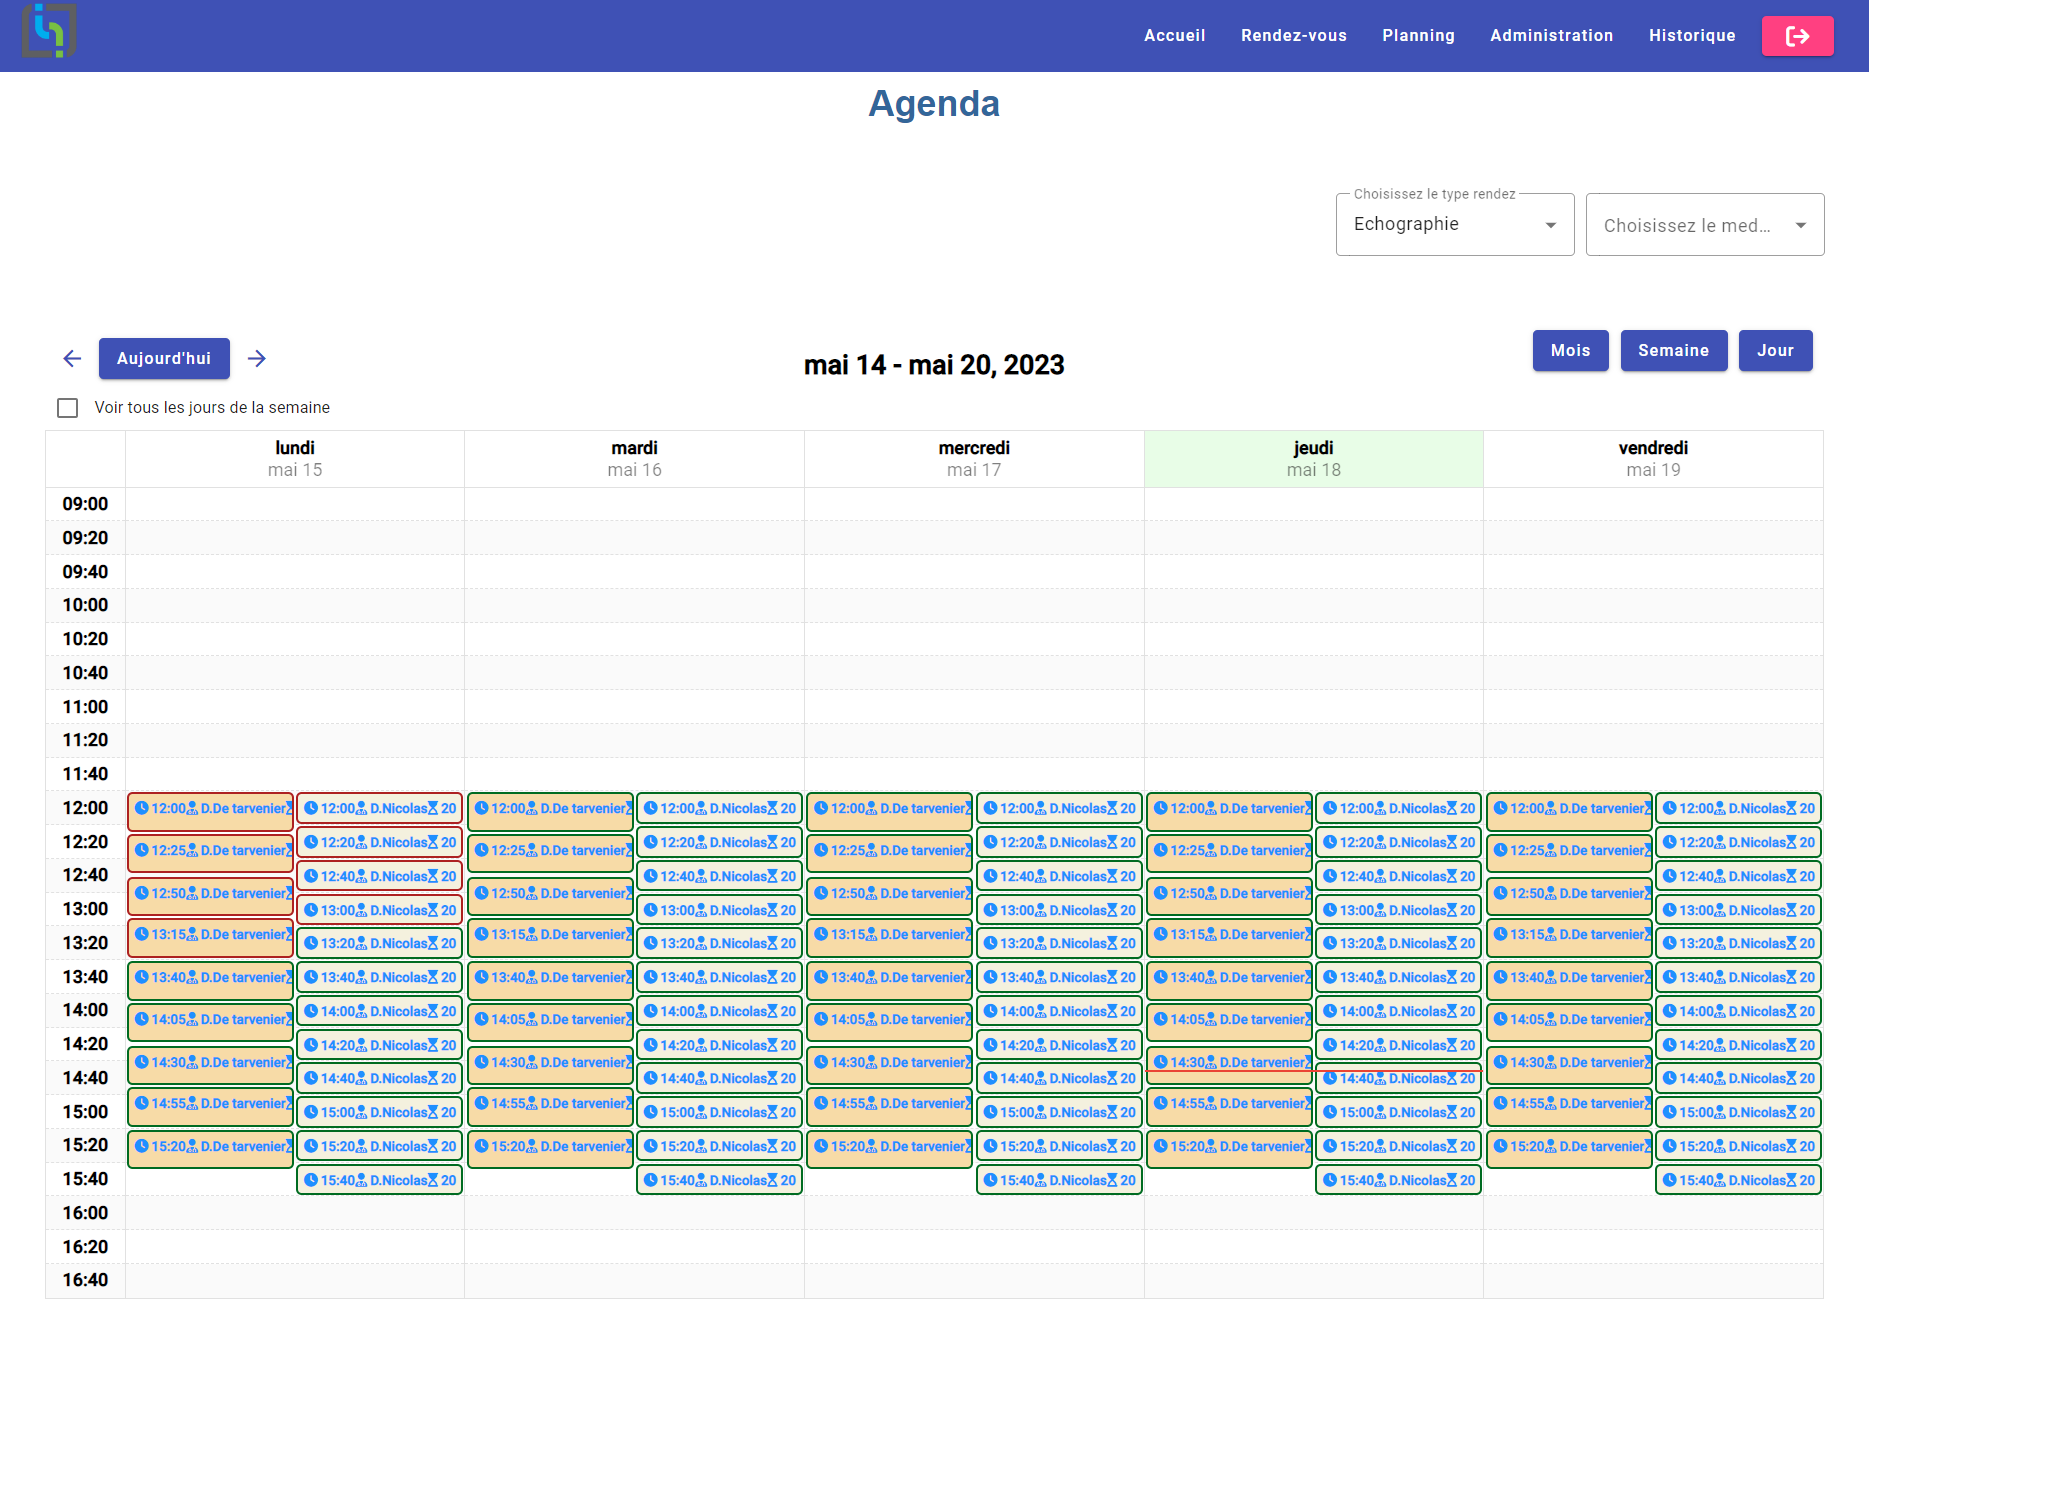 Accueil Rendez-vous Planning Administration Historique
Agenda
Choisissez le type rendez
Echographie Choisissez le med...
Aujourd'hui mai 14 - mai 20, 2023 Mois Semaine Jour
Voir tous les jours de la semaine
lundi mardi mercredi jeudi vendredi
mai 15 mai 16 mai 17 mai 18 mai 19
09:00
09:20
09:40
10:00
10:20
10:40
11:00
11:20
11:40
12:00 12:00 D.De tarvenier 12:00 D.Nicolas 20 12:00 D.De tarvenier 12:00 D.Nicolas 20 12:00 D.De tarvenier 12:00 D.Nicolas 20 12:00 D.De tarvenier 12:00 D.Nicolas 20 12:00 D.De tarvenier 12:00 D.Nicolas 20
12:20 12:20 D.Nicolas 20 12:20 D.Nicolas 20 12:20 D.Nicolas 20 12:20 D.Nicolas 20 12:20 D.Nicolas 20
12:25 D.De tarvenier 12:25 D.De tarvenier 12:25 D.De tarvenier 12:25 D.De tarvenier 12:25 D.De tarvenier
12:40 12:40 D.Nicolas 20 12:40 D.Nicolas 20 12:40 D.Nicolas 20 12:40 D.Nicolas 20 12:40 D.Nicolas 20
12:50 D.De tarvenier 12:50 D.De tarvenier 12:50 D.De tarvenier 12:50 D.De tarvenier 12:50 D.De tarvenier
13:00 13:00 D.Nicolas 20 13:00 D.Nicolas 20 13:00 D.Nicolas 20 13:00 D.Nicolas 20 13:00 D.Nicolas 20
13:15 D.De tarvenier 13:15 D.De tarvenier 13:15 D.De tarvenier 13:15 D.De tarvenier 13:15 D.De tarvenier
13:20 13:20 D.Nicolas 20 13:20 D.Nicolas 20 13:20 D.Nicolas 20 13:20 D.Nicolas 20 13:20 D.Nicolas 20
13:40 13:40 D.De tarvenier 13:40 D.Nicolas 20 13:40 D.De tarvenier 13:40 D.Nicolas 20 13:40 D.De tarvenier 13:40 D.Nicolas 20 13:40 D.De tarvenier 13:40 D.Nicolas 20 13:40 D.De tarvenier 13:40 D.Nicolas 20
14:00 14:00 D.Nicolas 20 14:00 D.Nicolas 20 14:00 D.Nicolas 20 14:00 D.Nicolas 20 14:00 D.Nicolas 20
14:05 D.De tarvenier 14:05 D.De tarvenier 14:05 D.De tarvenier 14:05 D.De tarvenier 14:05 D.De tarvenier
14:20 14:20 D.Nicolas 20 14:20 D.Nicolas 20 14:20 D.Nicolas 20 14:20 D.Nicolas 20 14:20 D.Nicolas 20
14:30 D.De tarvenier 14:30 D.De tarvenier 14:30 D.De tarvenier 14:30 D.De tarvenier 14:30 D.De tarvenier
14:40 14:40 D.Nicolas 20 14:40 D.Nicolas 20 14:40 D.Nicolas 20 14:40 D.Nicolas 20 14:40 D.Nicolas 20
14:55 D.De tarvenier 14:55 D.De tarvenier 14:55 D.De tarvenier 14:55 D.De tarvenier 14:55 D.De tarvenier
15:00 15:00 D.Nicolas 20 15:00 D.Nicolas 20 15:00 D.Nicolas 20 15:00 D.Nicolas 20 15:00 D.Nicolas 20
15:20 15:20 D.De tarvenier 15:20 D.Nicolas 20 15:20 D.De tarvenier 15:20 D.Nicolas 20 15:20 D.De tarvenier 15:20 D.Nicolas 20 15:20 D.De tarvenier 15:20 D.Nicolas 20 15:20 D.De tarvenier 15:20 D.Nicolas 20
15:40 15:40 D.Nicolas 20 15:40 D.Nicolas 20 15:40 D.Nicolas 20 15:40 D.Nicolas 20 15:40 D.Nicolas 20
16:00
16:20
16:40